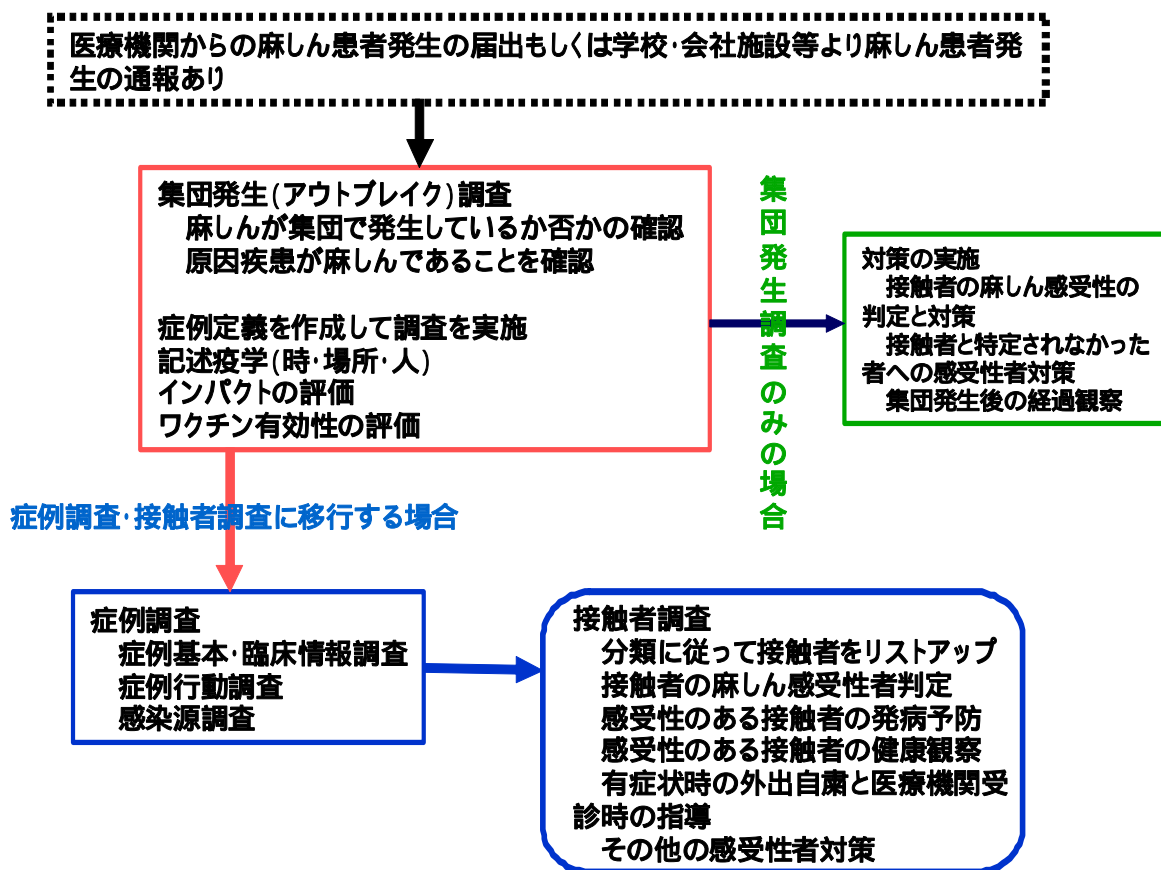 医療機関からの麻しん患者発生の届出もしくは学校・会社施設等より麻しん患者発
生の通報あり
集団発生(アウトブレイク)調査
麻しんが集団で発生しているか否かの確認
原因疾患が麻しんであることを確認
症例定義を作成して調査を実施
記述疫学(時・場所・人)
インパクトの評価
ワクチン有効性の評価
集団発生調査のみの場合
対策の実施
接触者の麻しん感受性の
判定と対策
接触者と特定されなかった
者への感受性者対策
集団発生後の経過観察
症例調査・接触者調査に移行する場合
症例調査
症例基本・臨床情報調査
症例行動調査
感染源調査
接触者調査
分類に従って接触者をリストアップ
接触者の麻しん感受性者判定
感受性のある接触者の発病予防
感受性のある接触者の健康観察
有症状時の外出自粛と医療機関受
診時の指導
その他の感受性者対策